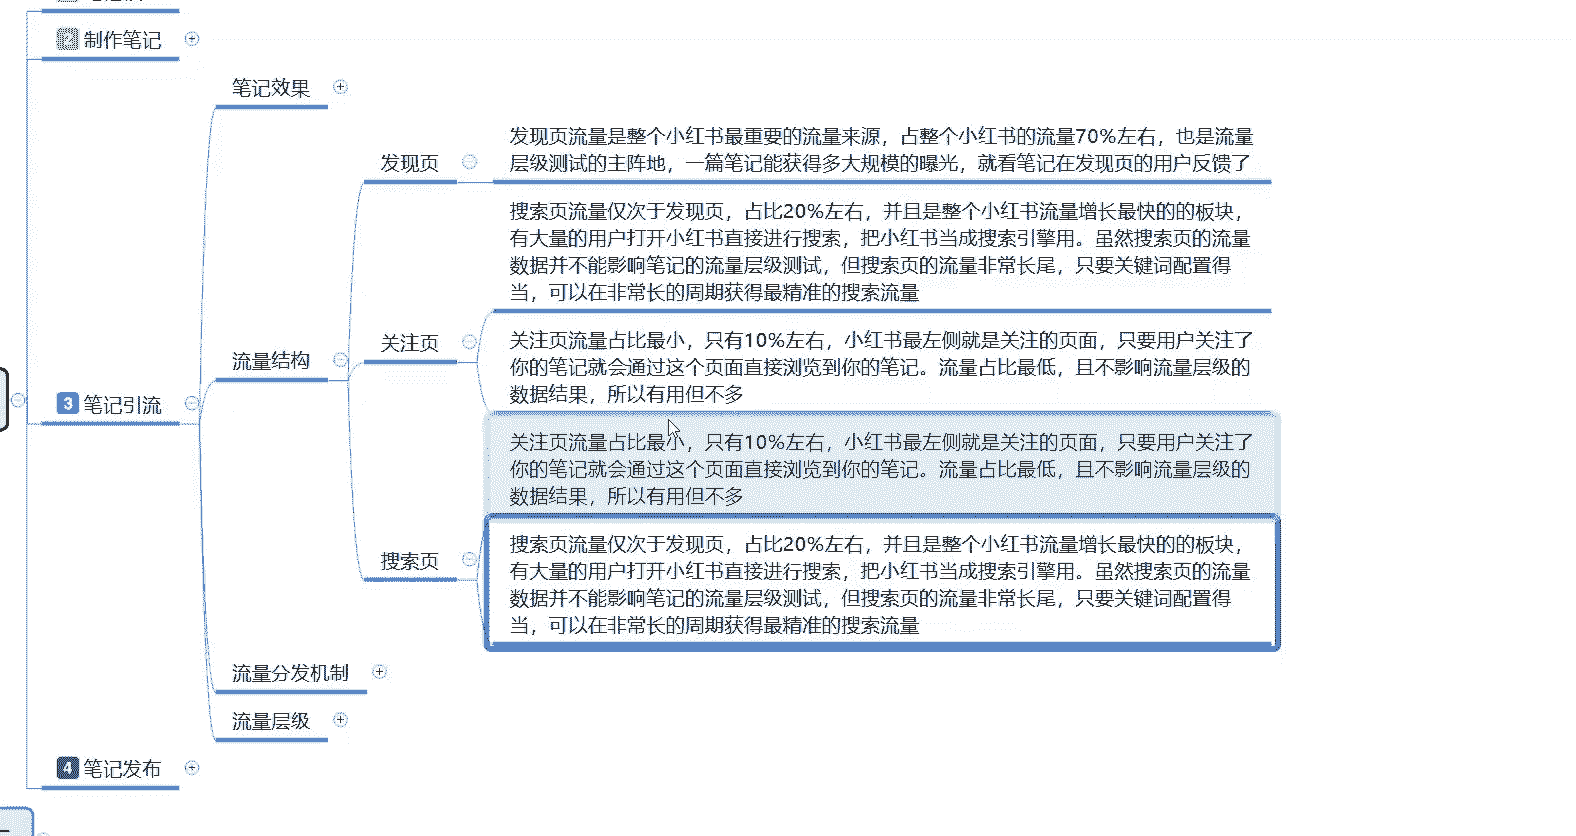 制作笔记
笔记效果
发现页
发现页流量是整个小红书最重要的流量来源，占整个小红书的流量70%左右，也是流量
层级测试的主阵地，一篇笔记能获得多大规模的曝光，就看笔记在发现页的用户反馈了
搜索页流量仅次于发现页，占比20%左右，并且是整个小红书流量增长最快的的板块，
有大量的用户打开小红书直接进行搜索，把小红书当成搜索引擎用。虽然搜索页的流量
数据并不能影响笔记的流量层级测试，但搜索页的流量非常长尾，只要关键词配置得
当，可以在非常长的周期获得最精准的搜索流量
关注页
关注页流量占比最小，只有10%左右，小红书最左侧就是关注的页面，只要用户关注了
你的笔记就会通过这个页面直接浏览到你的笔记。流量占比最低，且不影响流量层级的
数据结果，所以有用但不多
流量结构
3 笔记引流
关注页流量占比最小，只有10%左右，小红书最左侧就是关注的页面，只要用户关注了
你的笔记就会通过这个页面直接浏览到你的笔记。流量占比最低，且不影响流量层级的
数据结果，所以有用但不多
搜索页
搜索页流量仅次于发现页，占比20%左右，并且是整个小红书流量增长最快的的板块，
有大量的用户打开小红书直接进行搜索，把小红书当成搜索引擎用。虽然搜索页的流量
数据并不能影响笔记的流量层级测试，但搜索页的流量非常长尾，只要关键词配置得
当，可以在非常长的周期获得最精准的搜索流量
流量分发机制
流量层级
4 笔记发布